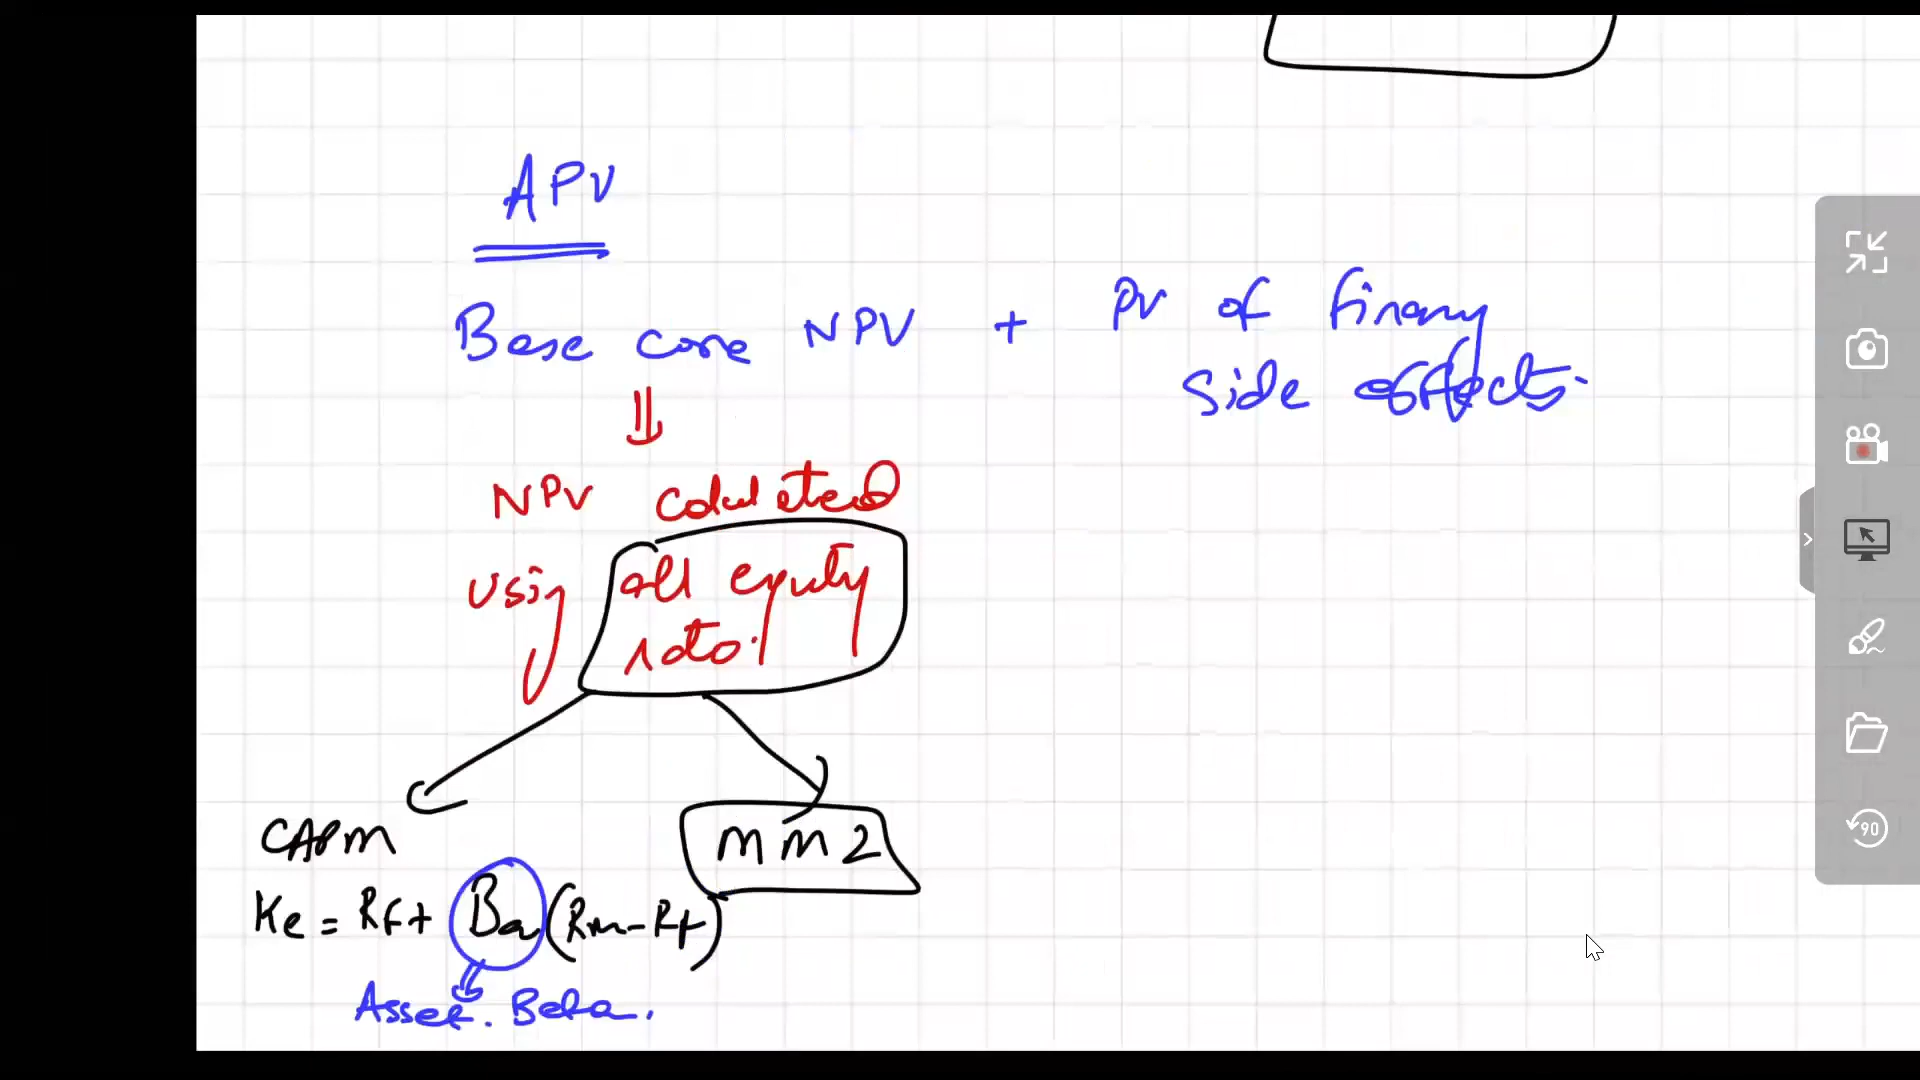 APV
Base case NPV + PV of financing side effects.
NPV calculated
using all equity
rate.
CAPM
MM2
Ke = Rf + Ba (Rm - Rf)
Asset. Beta.
90